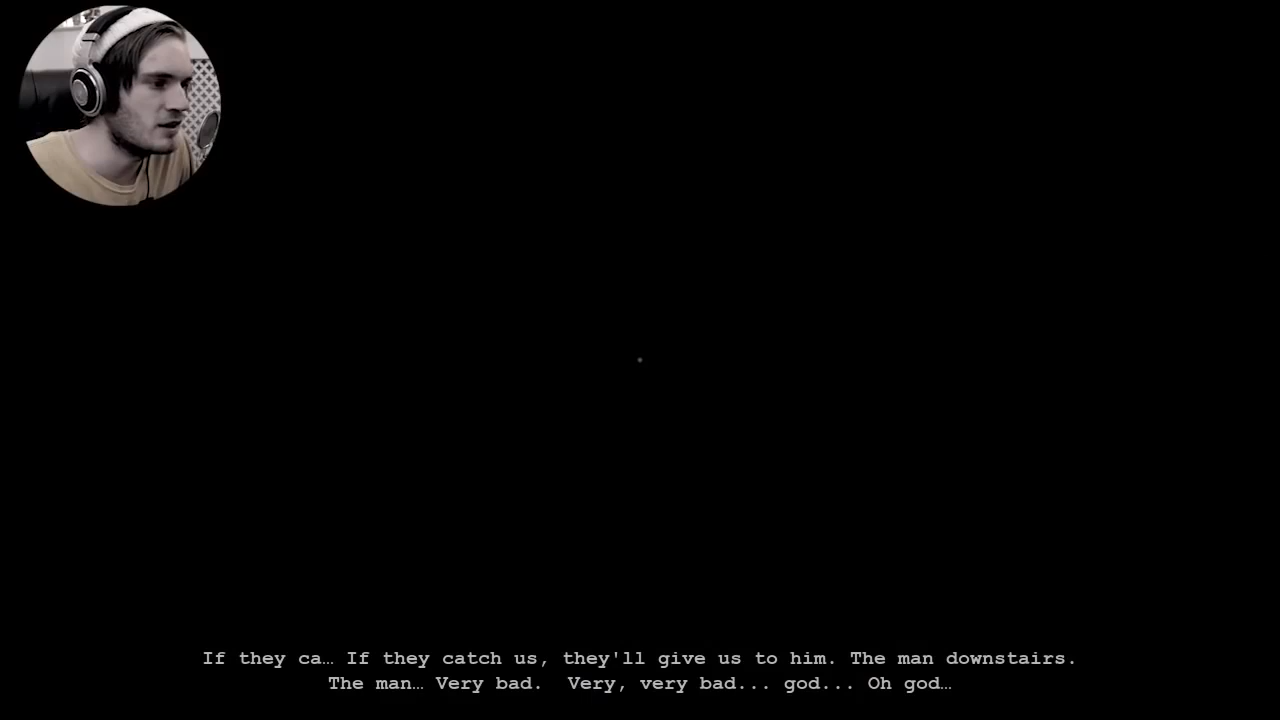 If they ca… If they catch us, they'll give us to him. The man downstairs.
The man… Very bad.  Very, very bad... god... Oh god…